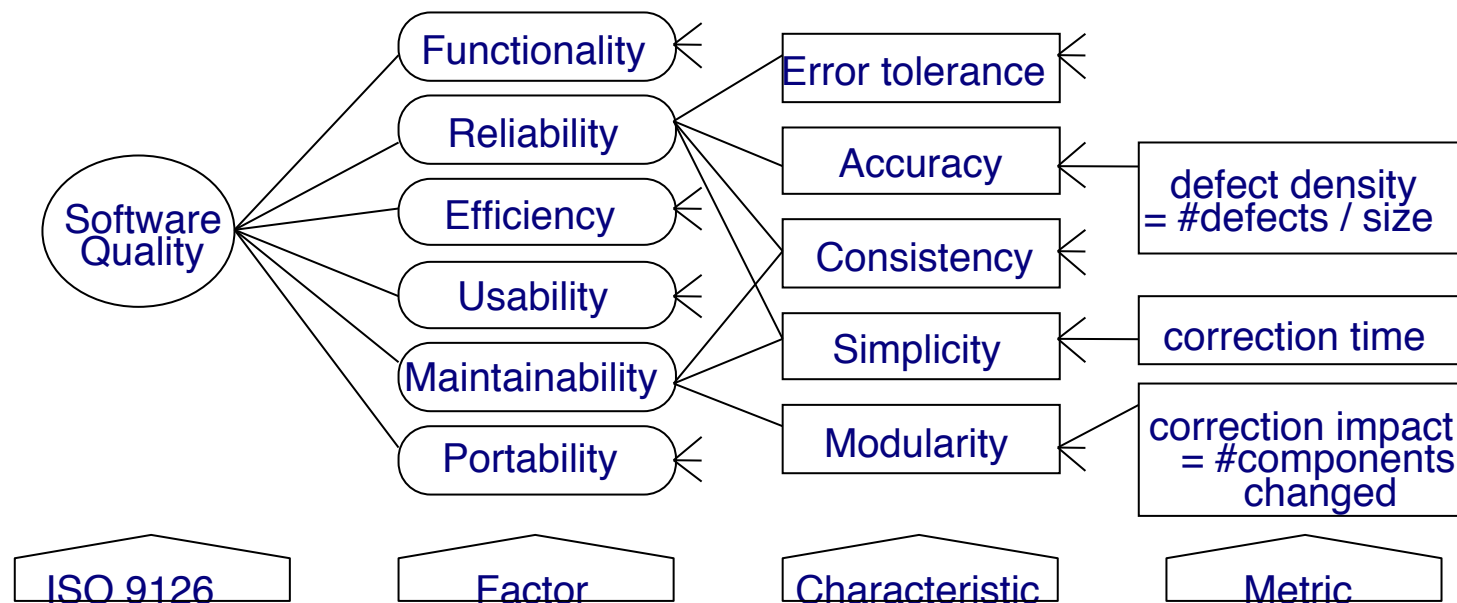 Functionality
Reliability
Efficiency
Usability
Maintainability
Portability
Software
Quality
Error tolerance
Accuracy
Consistency
Simplicity
Modularity
defect density
= #defects / size
correction time
correction impact
= #components
changed
ISO 9126
Factor
Characteristic
Metric